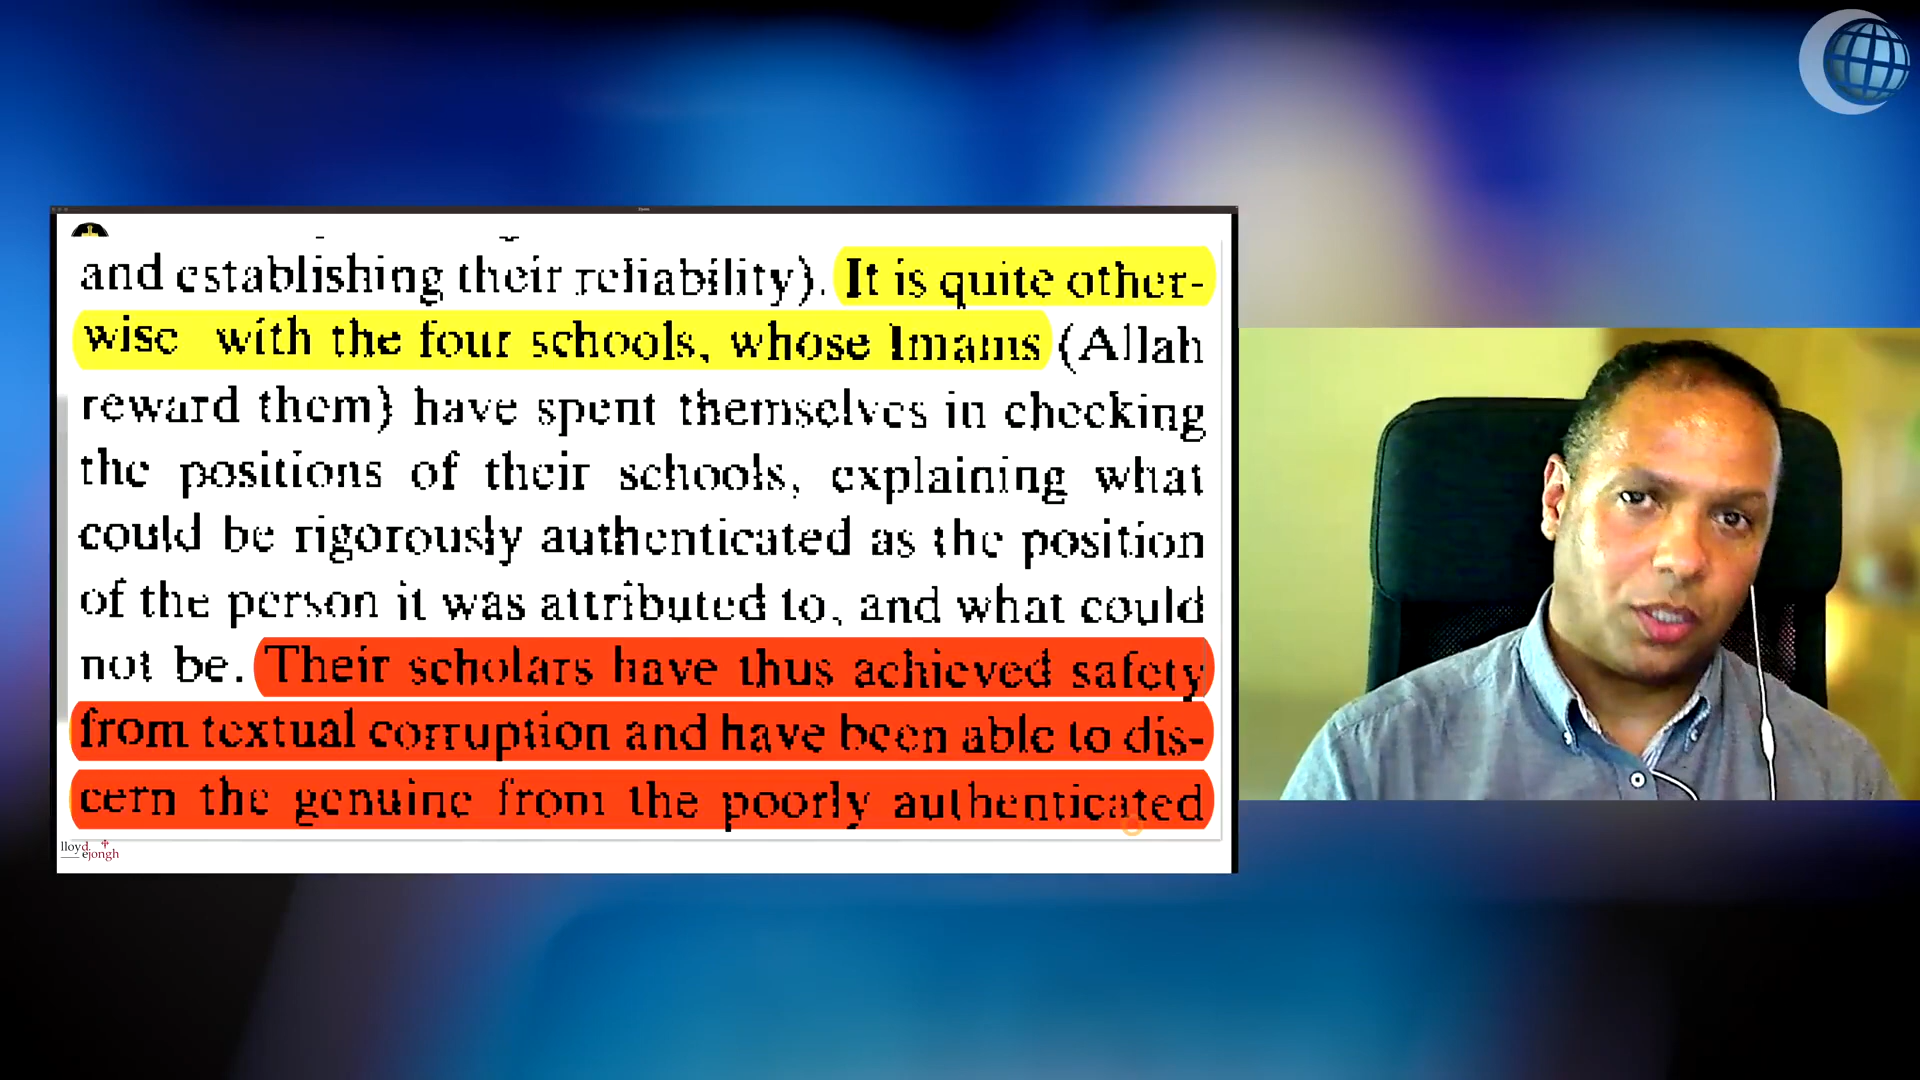 and establishing their reliability). It is quite other-
wise with the four schools, whose Imams (Allah
reward them) have spent themselves in checking
the positions of their schools, explaining what
could be rigorously authenticated as the position
of the person it was attributed to, and what could
not be. Their scholars have thus achieved safety
from textual corruption and have been able to dis-
cern the genuine from the poorly authenticated
lloyd
ejongh